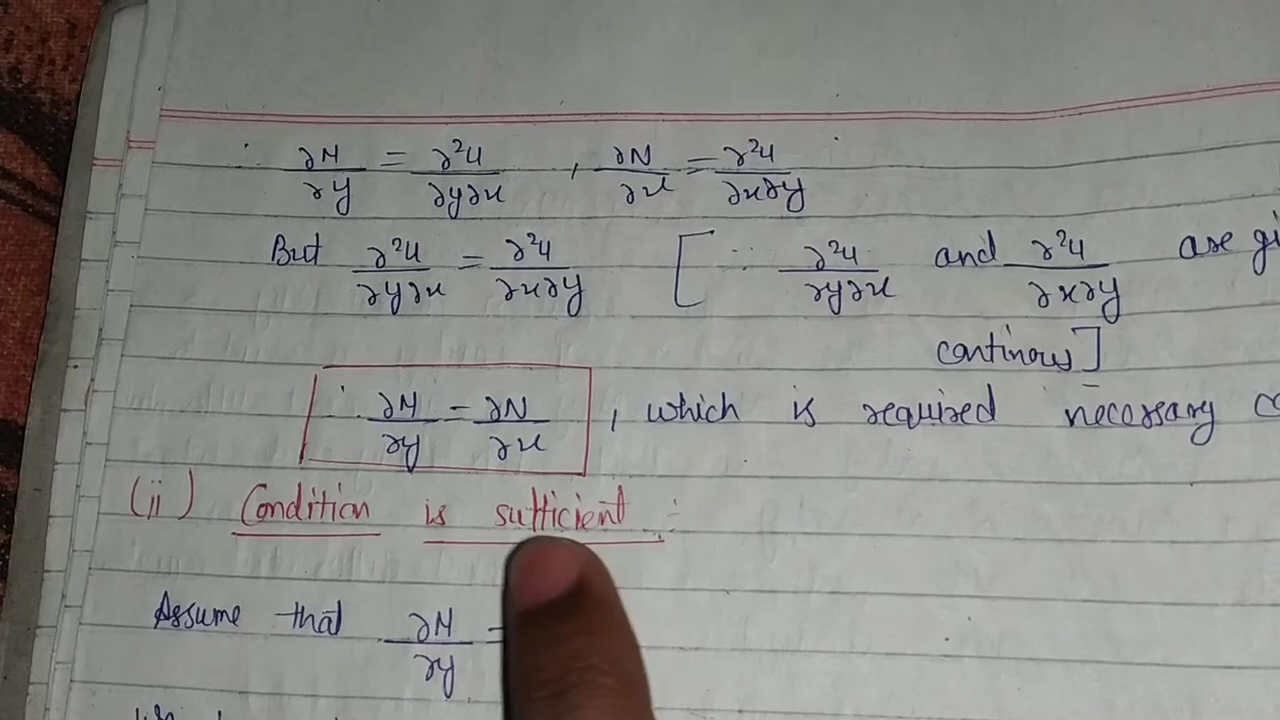 ∴ ∂M/∂y = ∂²u/∂y∂x , ∂N/∂x = ∂²u/∂x∂y
But ∂²u/∂y∂x = ∂²u/∂x∂y [∵ ∂²u/∂y∂x and ∂²u/∂x∂y are
continous]
∴ ∂M/∂y = ∂N/∂x , which is required necessary
(ii) Condition is sufficient :-
Assume that ∂M/∂y =